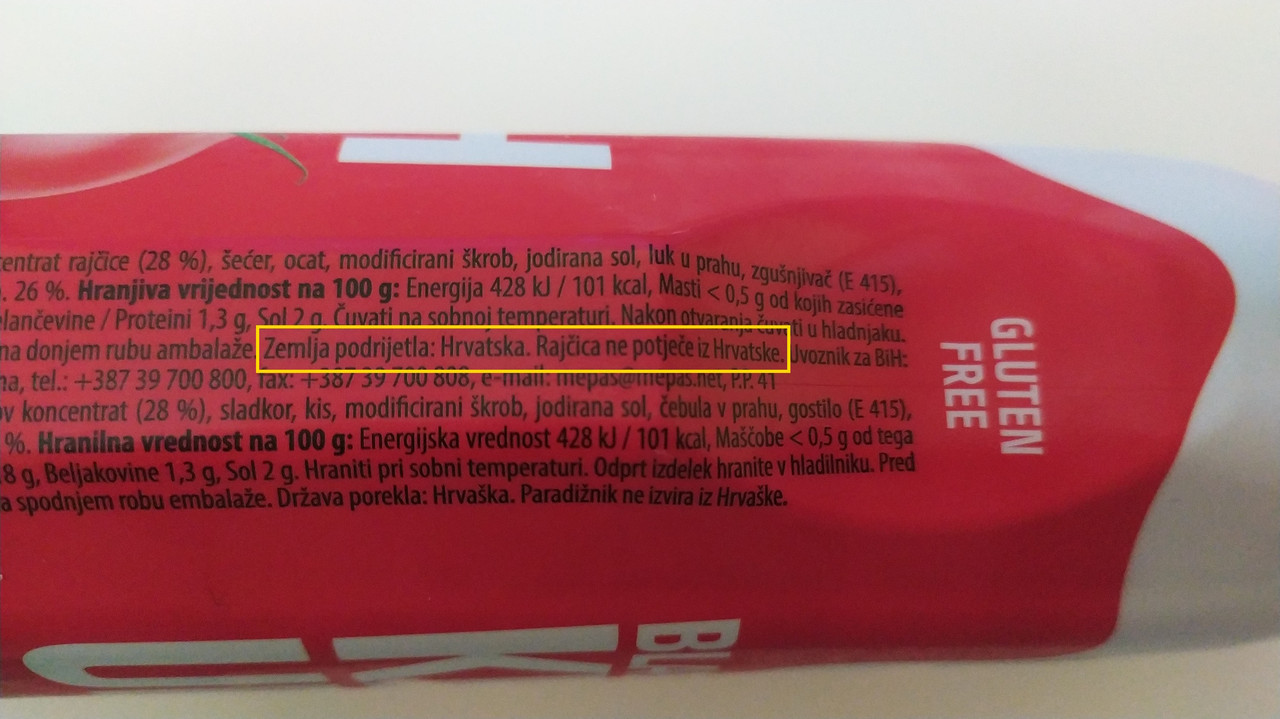 centrat rajčice (28 %), šećer, ocat, modificirani škrob, jodirana sol, luk u prahu, zgušnjivač (E 415),
. 26 %. Hranjiva vrijednost na 100 g: Energija 428 kJ / 101 kcal, Masti < 0,5 g od kojih zasićene
elančevine / Proteini 1,3 g, Sol 2 g. Čuvati na sobnoj temperaturi. Nakon otvaranja čuvati u hladnjaku.
na donjem rubu ambalaže. Zemlja podrijetla: Hrvatska. Rajčica ne potječe iz Hrvatske. Uvoznik za BiH:
na, tel.: +387 39 700 800, fax: +387 39 700 808, e-mail: mepas@mepas.net, P.P. 41
ov koncentrat (28 %), sladkor, kis, modificirani škrob, jodirana sol, čebula v prahu, gostilo (E 415),
%. Hranilna vrednost na 100 g: Energijska vrednost 428 kJ / 101 kcal, Maščobe < 0,5 g od tega
8 g, Beljakovine 1,3 g, Sol 2 g. Hraniti pri sobni temperaturi. Odprt izdelek hranite v hladilniku. Pred
a spodnjem robu embalaže. Država porekla: Hrvaška. Paradižnik ne izvira iz Hrvaške.
GLUTEN
FREE